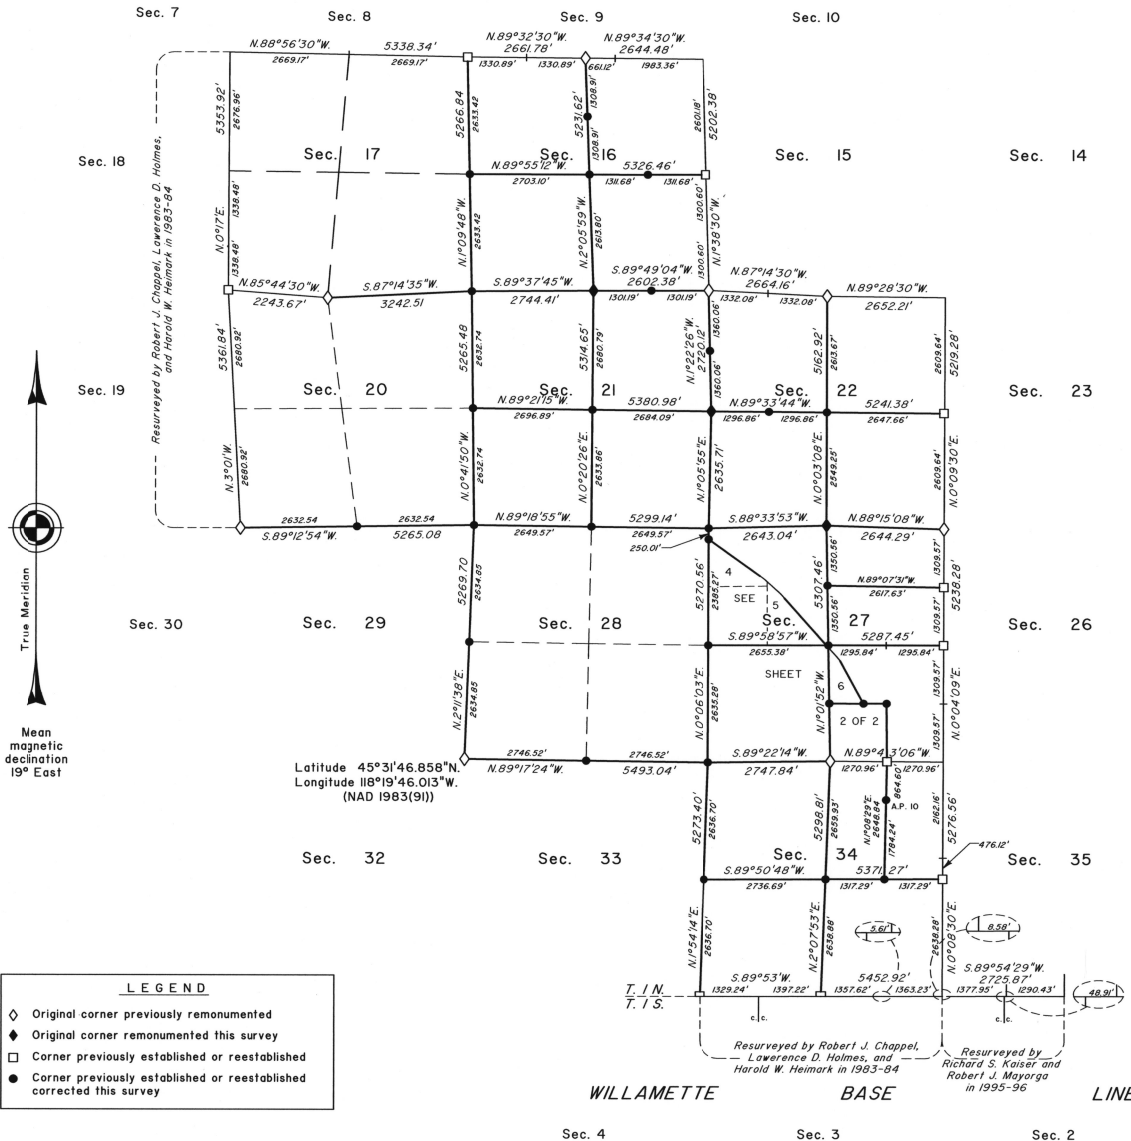 Sec. 7
Sec. 8
Sec. 9
Sec. 10
N.88°56'30"W. 5338.34'
2669.17' 2669.17'
N.89°32'30"W.
2661.78'
1330.89' 1330.89'
N.89°34'30"W.
2644.48'
661.12' 1983.36'
5353.92'
2676.96'
5266.84
2633.42
5231.62'
1308.91'
1308.91'
2601.18'
5202.38'
Sec. 18
Sec. 17
Sec. 16
Sec. 15
Sec. 14
N.89°55'12"W. 5326.46'
2703.10' 1311.68' 1311.68'
Resurveyed by Robert J. Chappel, Lawerence D. Holmes,
and Harold W. Heimark in 1983-84
N.0°17'E.
1338.48'
1338.48'
N.1°09'48"W.
2633.42
N.2°05'59"W.
2613.80'
1300.60'
1300.60'
N.1°38'30"W.
N.85°44'30"W.
2243.67'
S.87°14'35"W.
3242.51
S.89°37'45"W.
2744.41'
S.89°49'04"W.
2602.38'
1301.19' 1301.19'
N.87°14'30"W.
2664.16'
1332.08' 1332.08'
N.89°28'30"W.
2652.21'
5361.84'
2680.92'
5265.48
2632.74
5314.65'
2680.79'
N.1°22'26"W.
2720.12'
1360.06'
1360.06'
5162.92'
2613.67'
2609.64'
5219.28'
Sec. 19
Sec. 20
Sec. 21
Sec. 22
Sec. 23
N.89°21'15"W. 5380.98'
2696.89' 2684.09'
N.89°33'44"W. 5241.38'
1296.86' 1296.86' 2647.66'
N.3°01'W.
2680.92'
N.0°41'50"W.
2632.74
N.0°20'26"E.
2633.86'
N.1°05'55"E.
2635.71'
N.0°03'08"E.
2549.25'
2609.64'
N.0°09'30"E.
2632.54 2632.54
S.89°12'54"W. 5265.08
N.89°18'55"W. 5299.14'
2649.57' 2649.57'
S.88°33'53"W.
2643.04'
N.88°15'08"W.
2644.29'
250.01'
True Meridian
Mean
magnetic
declination
19° East
5269.70
2634.85
5270.56'
2385.27'
4
SEE
5
5307.46'
1350.56'
1350.56'
N.89°07'31"W.
2617.63'
1309.57'
1309.57'
5238.28'
Sec. 30
Sec. 29
Sec. 28
Sec. 27
Sec. 26
S.89°58'57"W. 5287.45'
2655.38' 1295.84' 1295.84'
SHEET
6
2 OF 2
N.2°11'38"E.
2634.85
N.0°06'03"E.
2635.28'
N.1°01'52"W.
1309.57'
1309.57'
N.0°04'09"E.
2746.52' 2746.52'
N.89°17'24"W. 5493.04'
S.89°22'14"W.
2747.84'
N.89°43'06"W
1270.96' 1270.96'
Latitude 45°31'46.858"N.
Longitude 118°19'46.013"W.
(NAD 1983(91))
5273.40'
2636.70'
5298.81'
2659.93'
864.60'
A.P. 10
N.1°08'29"E.
2648.84
1784.24'
2162.16'
5276.56'
476.12'
Sec. 32
Sec. 33
Sec. 34
Sec. 35
S.89°50'48"W. 5371.27'
2736.69' 1317.29' 1317.29'
N.1°54'14"E.
2636.70'
N.2°07'53"E.
2638.88'
2638.28'
N.0°08'30"E.
5.61'
8.58'
S.89°53'W. 5452.92'
1329.24' 1397.22' 1357.62' 1363.23'
S.89°54'29"W.
2725.87'
1377.95' 1290.43'
48.91'
T. 1 N.
T. 1 S.
c.c.
c.c.
Resurveyed by Robert J. Chappel,
Lawerence D. Holmes, and
Harold W. Heimark in 1983-84
Resurveyed by
Richard S. Kaiser and
Robert J. Mayorga
in 1995-96
WILLAMETTE BASE LINE
Sec. 4
Sec. 3
Sec. 2
LEGEND
Original corner previously remonumented
Original corner remonumented this survey
Corner previously established or reestablished
Corner previously established or reestablished
corrected this survey